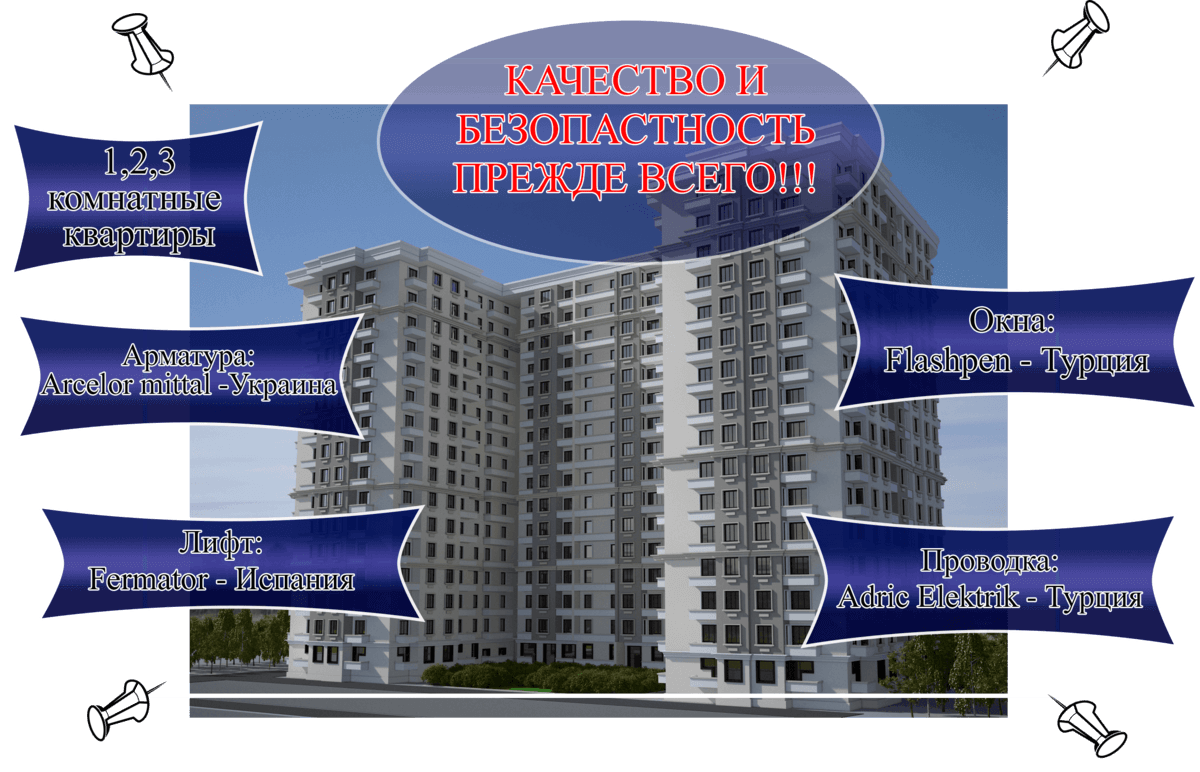 КАЧЕСТВО И
БЕЗОПАСТНОСТЬ
ПРЕЖДЕ ВСЕГО!!!
1,2,3
комнатные
квартиры
Арматура:
Arcelor mittal -Украина
Лифт:
Fermator - Испания
Окна:
Flashpen - Турция
Проводка:
Adric Elektrik - Турция